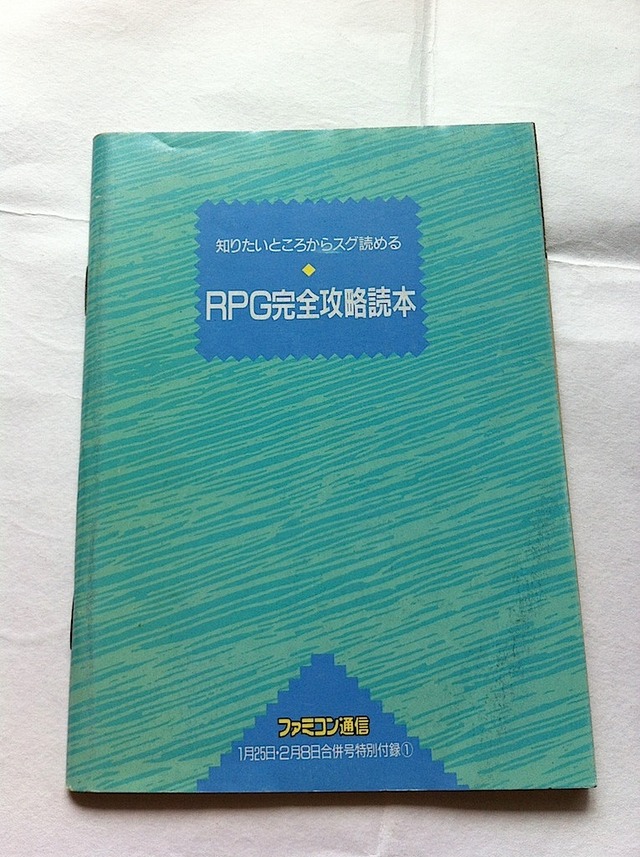 知りたいところからスグ読める
RPG完全攻略読本
ファミコン通信
1月25日・2月8日合併号特別付録①